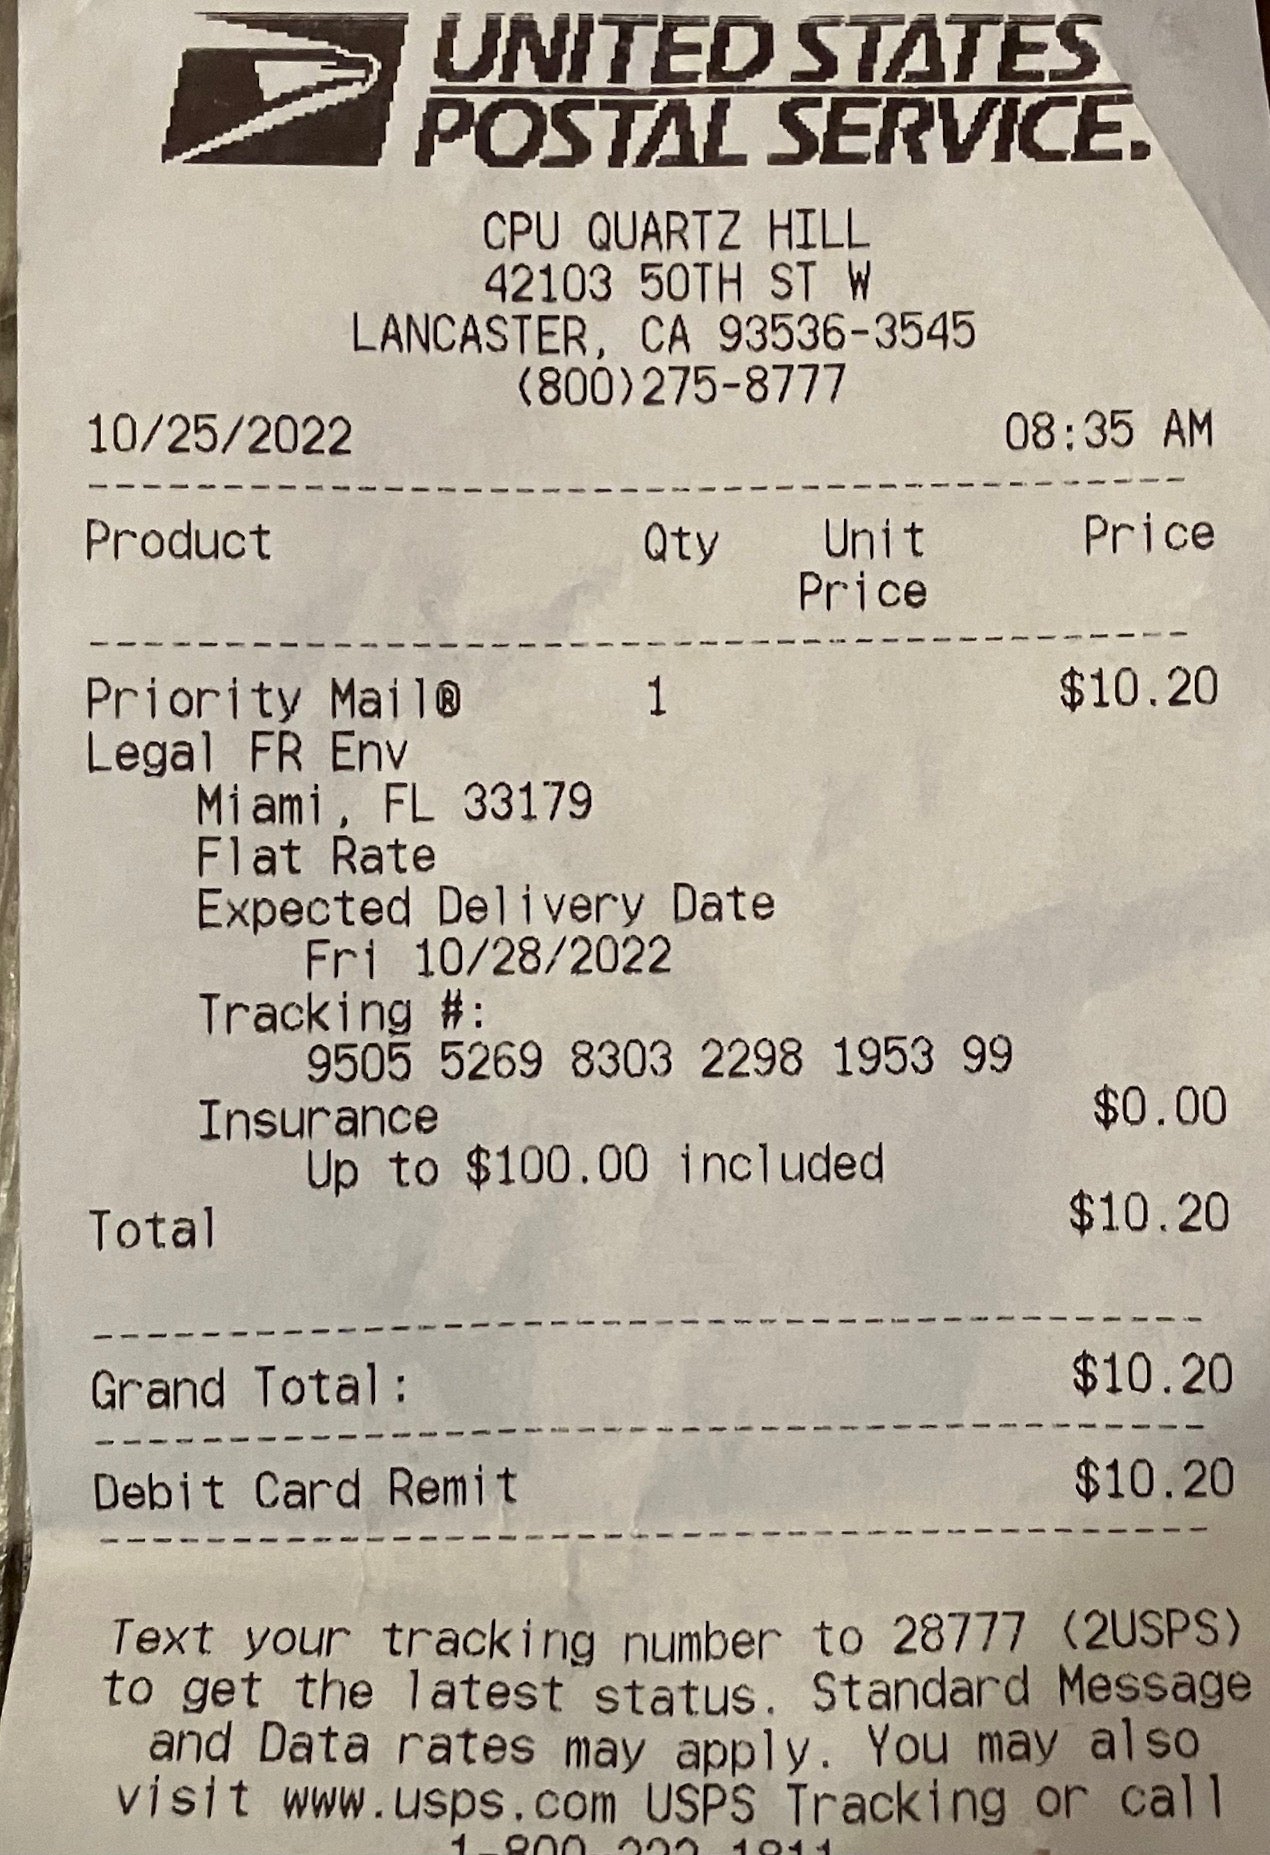 UNITED STATES
POSTAL SERVICE.
CPU QUARTZ HILL
42103 50TH ST W
LANCASTER, CA 93536-3545
(800)275-8777
10/25/2022 08:35 AM
Product Qty Unit Price
Price
Priority Mail® 1 $10.20
Legal FR Env
Miami, FL 33179
Flat Rate
Expected Delivery Date
Fri 10/28/2022
Tracking #:
9505 5269 8303 2298 1953 99
Insurance $0.00
Up to $100.00 included
Total $10.20
Grand Total: $10.20
Debit Card Remit $10.20
Text your tracking number to 28777 (2USPS)
to get the latest status. Standard Message
and Data rates may apply. You may also
visit www.usps.com USPS Tracking or call
1-800-222-1811